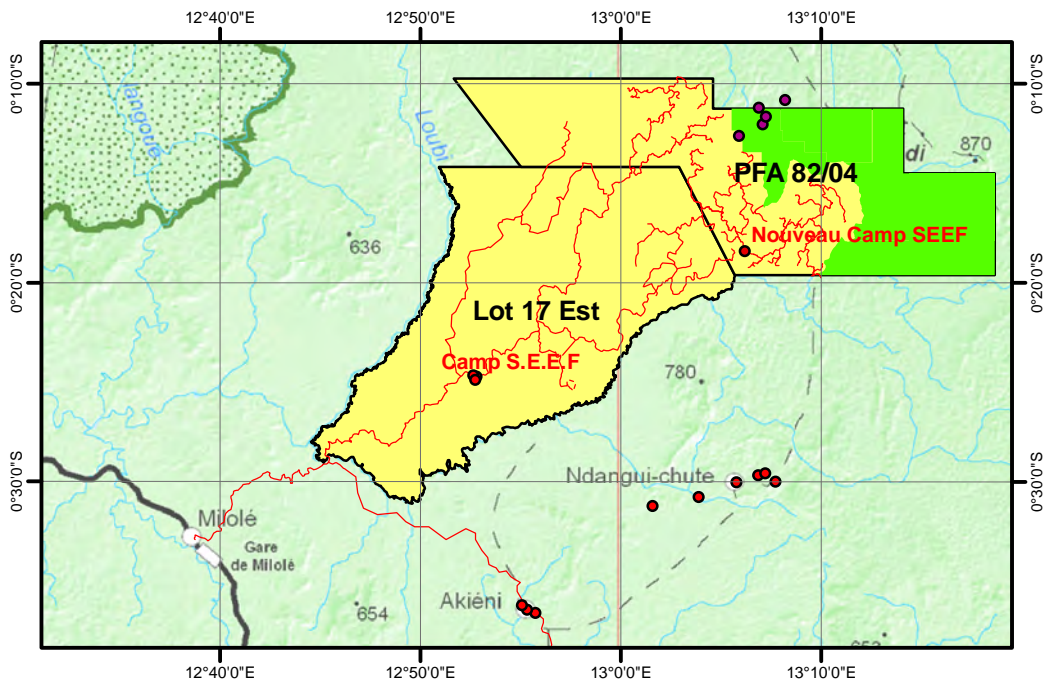 12°40'0"E
12°50'0"E
13°0'0"E
13°10'0"E
0°10'0"S
0°10'0"S
Iangoué
Loubi
870
di
PFA 82/04
636
Nouveau Camp SEEF
0°20'0"S
0°20'0"S
Lot 17 Est
Camp S.E.E.F
780
Ndangui-chute
0°30'0"S
0°30'0"S
Milolé
Gare
de Milolé
Akiéni
654
12°40'0"E
12°50'0"E
13°0'0"E
13°10'0"E